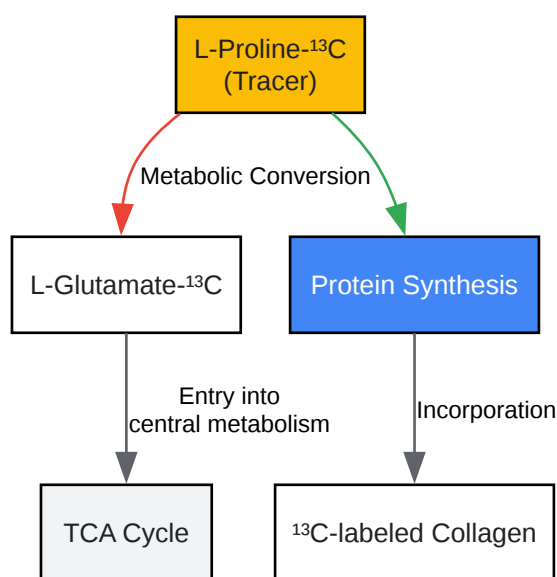 L-Proline-¹³C
(Tracer)
Metabolic Conversion
L-Glutamate-¹³C
Protein Synthesis
Entry into
central metabolism
Incorporation
TCA Cycle
¹³C-labeled Collagen